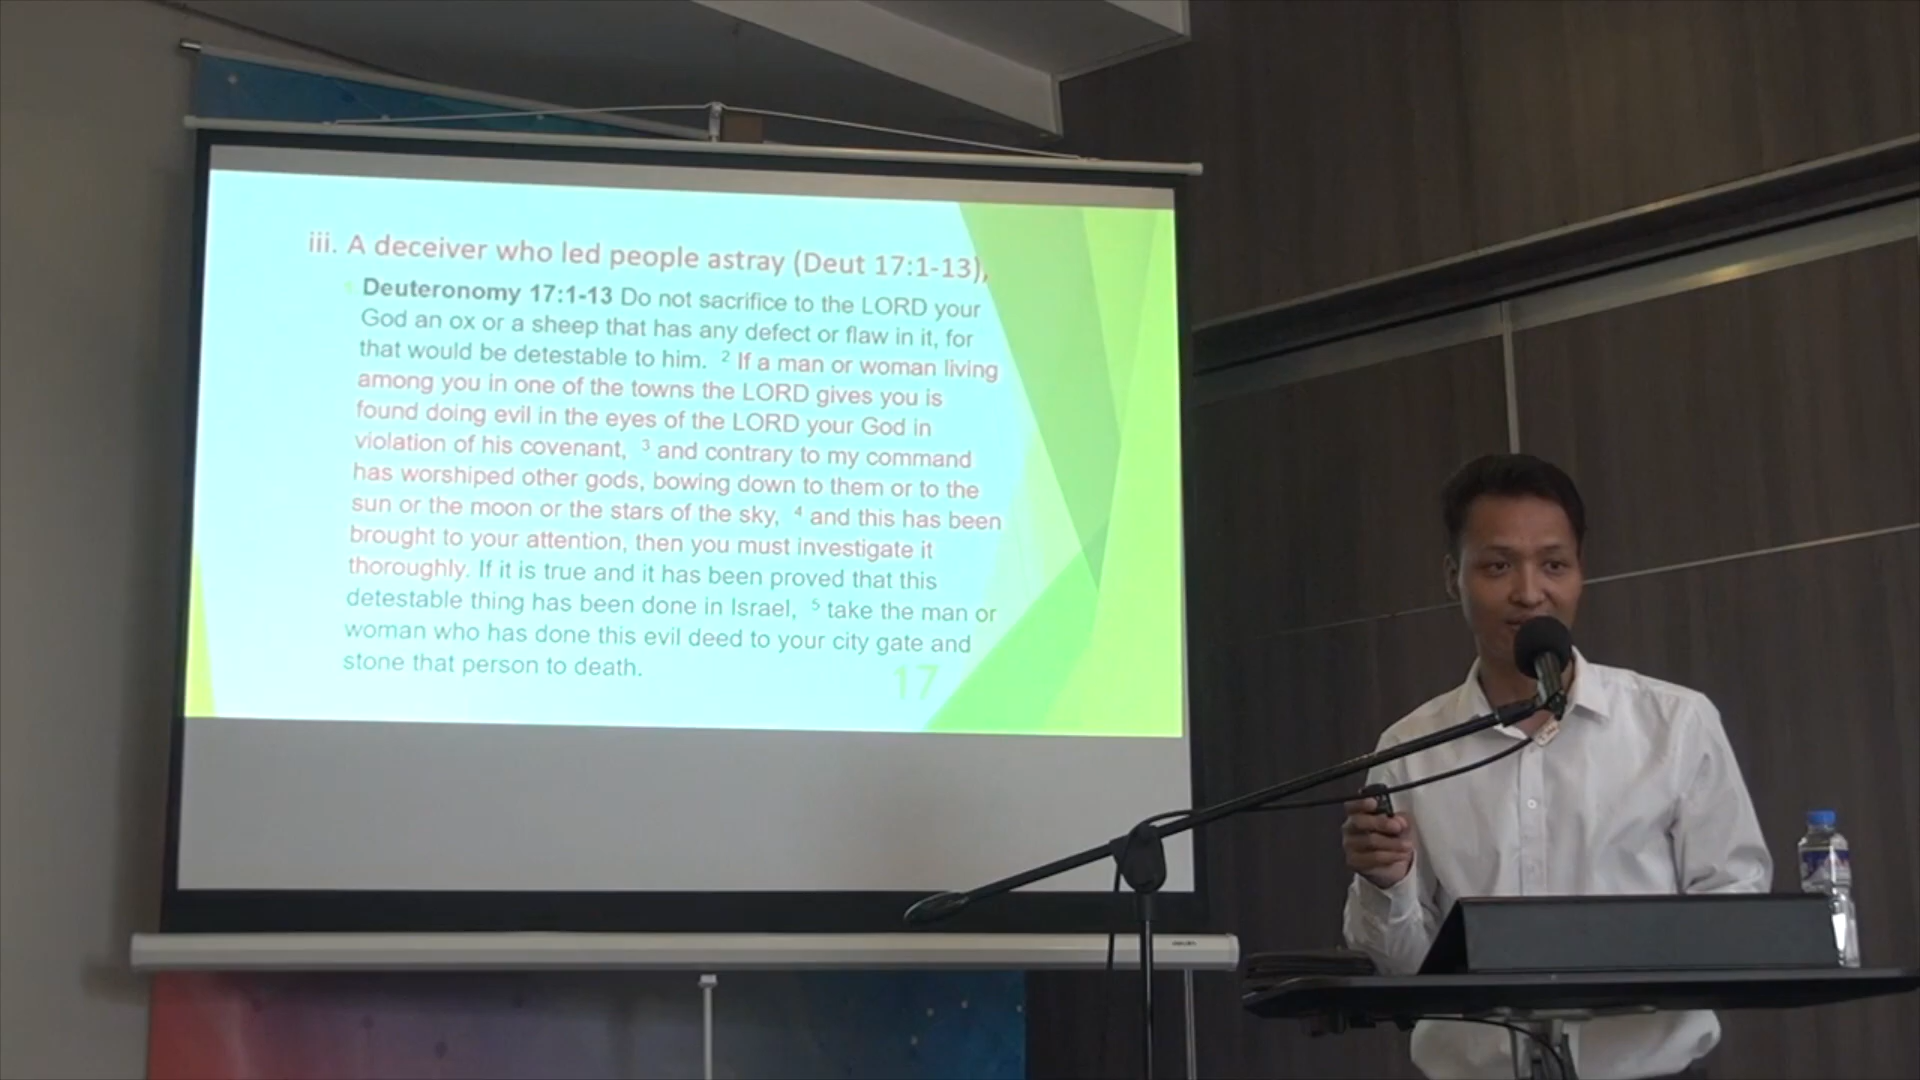 iii. A deceiver who led people astray (Deut 17:1-13),
Deuteronomy 17:1-13 Do not sacrifice to the LORD your
God an ox or a sheep that has any defect or flaw in it, for
that would be detestable to him. 2 If a man or woman living
among you in one of the towns the LORD gives you is
found doing evil in the eyes of the LORD your God in
violation of his covenant, 3 and contrary to my command
has worshiped other gods, bowing down to them or to the
sun or the moon or the stars of the sky, 4 and this has been
brought to your attention, then you must investigate it
thoroughly. If it is true and it has been proved that this
detestable thing has been done in Israel, 5 take the man or
woman who has done this evil deed to your city gate and
stone that person to death.
17